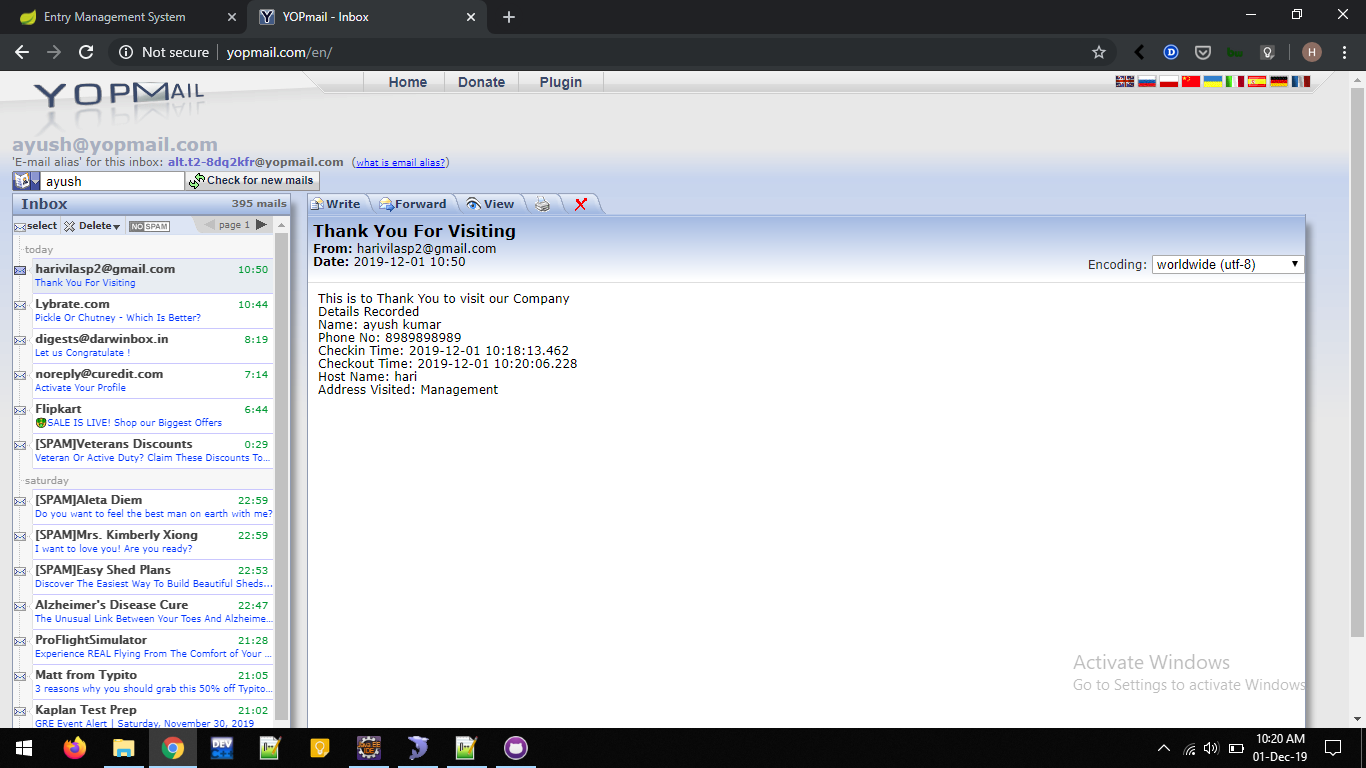 Entry Management System
YOPmail - Inbox
Not secure
yopmail.com/en/
H
YOPMAIL
Home
Donate
Plugin
ayush@yopmail.com
'E-mail alias' for this inbox: alt.t2-8dq2kfr@yopmail.com (what is email alias?)
ayush
Check for new mails
Inbox
395 mails
select
Delete
NO SPAM
page 1
today
harivilasp2@gmail.com 10:50
Thank You For Visiting
Lybrate.com 10:44
Pickle Or Chutney - Which Is Better?
digests@darwinbox.in 8:19
Let us Congratulate !
noreply@curedit.com 7:14
Activate Your Profile
Flipkart 6:44
SALE IS LIVE! Shop our Biggest Offers
[SPAM]Veterans Discounts 0:29
Veteran Or Active Duty? Claim These Discounts To...
saturday
[SPAM]Aleta Diem 22:59
Do you want to feel the best man on earth with me?
[SPAM]Mrs. Kimberly Xiong 22:59
I want to love you! Are you ready?
[SPAM]Easy Shed Plans 22:53
Discover The Easiest Way To Build Beautiful Sheds...
Alzheimer's Disease Cure 22:47
The Unusual Link Between Your Toes And Alzheime...
ProFlightSimulator 21:28
Experience REAL Flying From The Comfort of Your ...
Matt from Typito 21:05
3 reasons why you should grab this 50% off Typito...
Kaplan Test Prep 21:02
GRE Event Alert | Saturday, November 30, 2019
Write
Forward
View
Thank You For Visiting
From: harivilasp2@gmail.com
Date: 2019-12-01 10:50
Encoding: worldwide (utf-8)
This is to Thank You to visit our Company
Details Recorded
Name: ayush kumar
Phone No: 8989898989
Checkin Time: 2019-12-01 10:18:13.462
Checkout Time: 2019-12-01 10:20:06.228
Host Name: hari
Address Visited: Management
Activate Windows
Go to Settings to activate Windows
DEV
10:20 AM
01-Dec-19